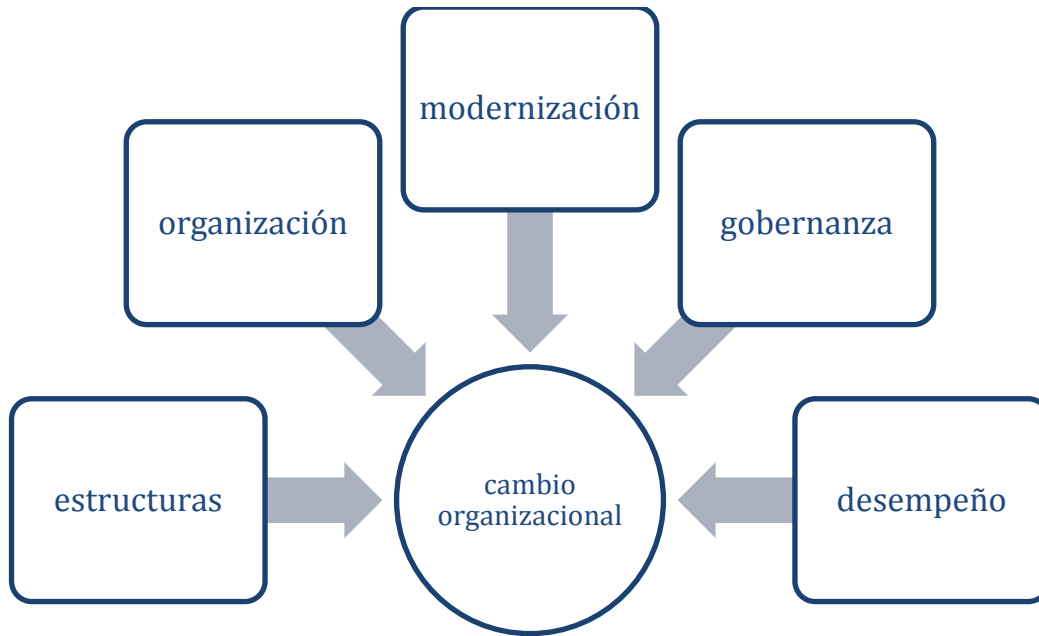 modernización
organización
gobernanza
estructuras
cambio
organizacional
desempeño